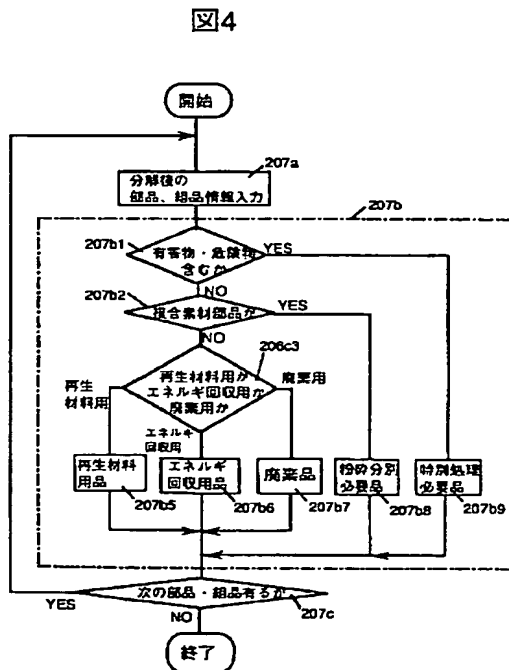 図4
開始
207a
分解後の
部品、組品情報入力
207b
207b1
有害物・危険物
含むか
YES
NO
207b2
複合素材部品か
YES
NO
206c3
再生材料用か
エネルギ回収用か
廃棄用か
再生
材料用
廃棄用
エネルギ
回収用
再生材料
用品
エネルギ
回収用品
廃棄品
粉砕分別
必要品
特別処理
必要品
207b5
207b6
207b7
207b8
207b9
次の部品・組品有るか
YES
207c
NO
終了